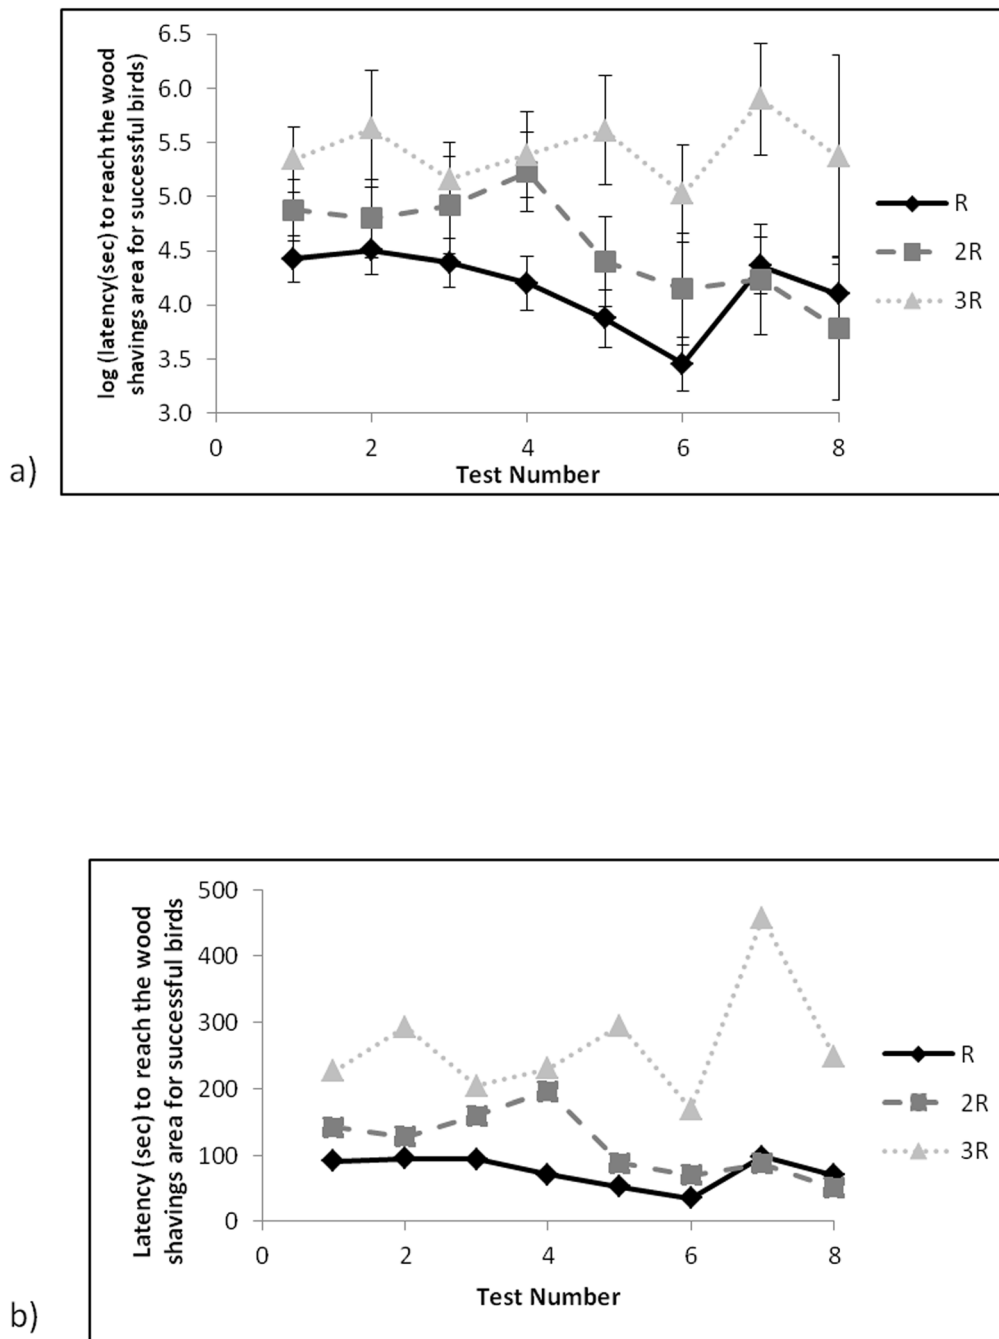 log (latency(sec) to reach the wood
shavings area for successful birds)
6.5
6.0
5.5
5.0
4.5
4.0
3.5
3.0
0 2 4 6 8
Test Number
R
2R
3R
a)
Latency (sec) to reach the wood
shavings area for successful birds
500
400
300
200
100
0
0 2 4 6 8
Test Number
R
2R
3R
b)